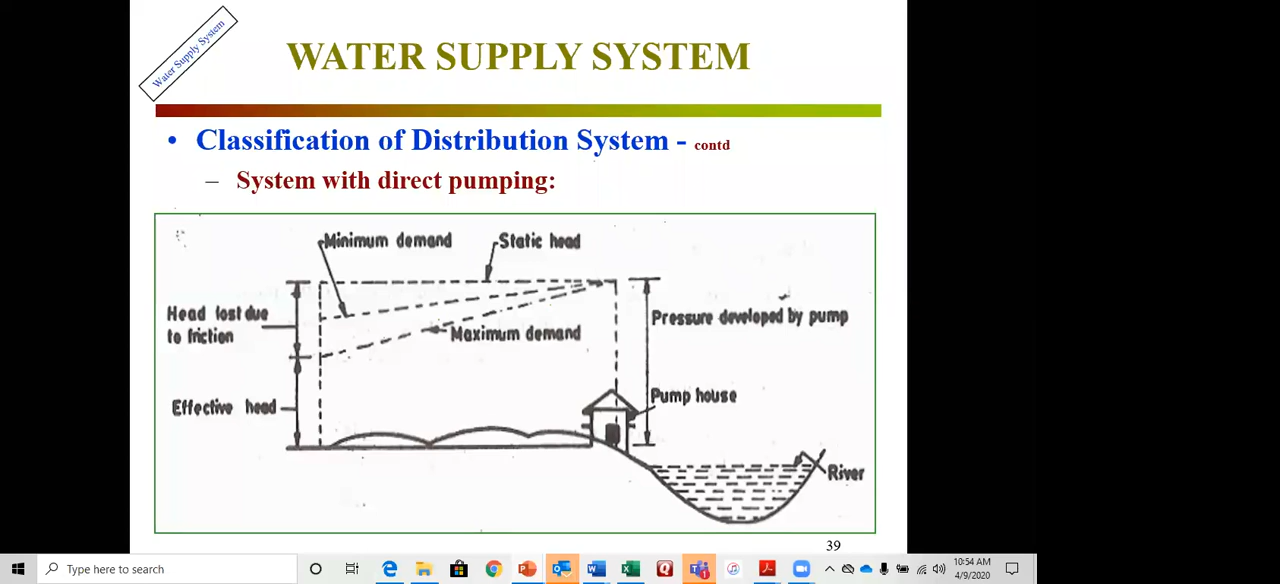 Water Supply System
WATER SUPPLY SYSTEM
• Classification of Distribution System - contd
– System with direct pumping:
Minimum demand
Static head
Head lost due
to friction
Pressure developed by pump
Maximum demand
Pump house
Effective head
River
39
Type here to search
10:54 AM
4/9/2020